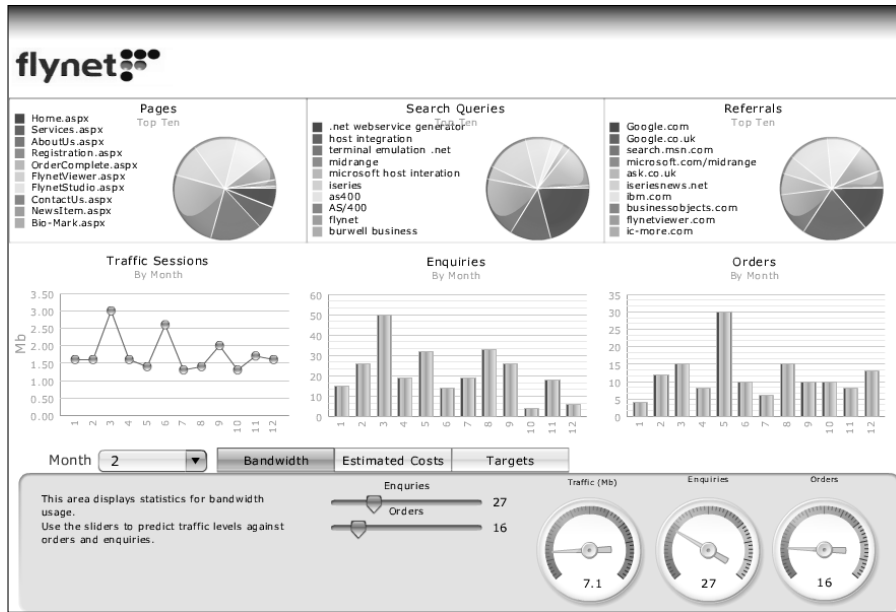 flynet
Pages
Top Ten
Home.aspx
Services.aspx
AboutUs.aspx
Registration.aspx
OrderComplete.aspx
FlynetViewer.aspx
FlynetStudio.aspx
ContactUs.aspx
NewsItem.aspx
Bio-Mark.aspx
Search Queries
Top Ten
.net webservice generator
host integration
terminal emulation .net
midrange
microsoft host interation
iseries
as400
AS/400
flynet
burwell business
Referrals
Top Ten
Google.com
Google.co.uk
search.msn.com
microsoft.com/midrange
ask.co.uk
iseriesnews.net
ibm.com
businessobjects.com
flynetviewer.com
ic-more.com
Traffic Sessions
By Month
Mb
3.50
3.00
2.50
2.00
1.50
1.00
0.50
0.00
1 2 3 4 5 6 7 8 9 10 11 12
Enquiries
By Month
60
50
40
30
20
10
0
1 2 3 4 5 6 7 8 9 10 11 12
Orders
By Month
35
30
25
20
15
10
5
0
1 2 3 4 5 6 7 8 9 10 11 12
Month 2
Bandwidth Estimated Costs Targets
This area displays statistics for bandwidth
usage.
Use the sliders to predict traffic levels against
orders and enquiries.
Enquries
27
Orders
16
Traffic (Mb)
7.1
Enquiries
27
Orders
16